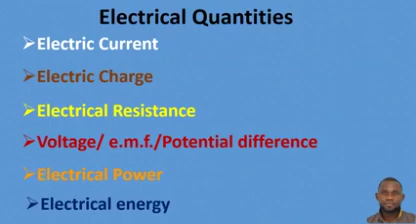 Electrical Quantities
➢Electric Current
➢Electric Charge
➢Electrical Resistance
➢Voltage/ e.m.f./Potential difference
➢Electrical Power
➢Electrical energy